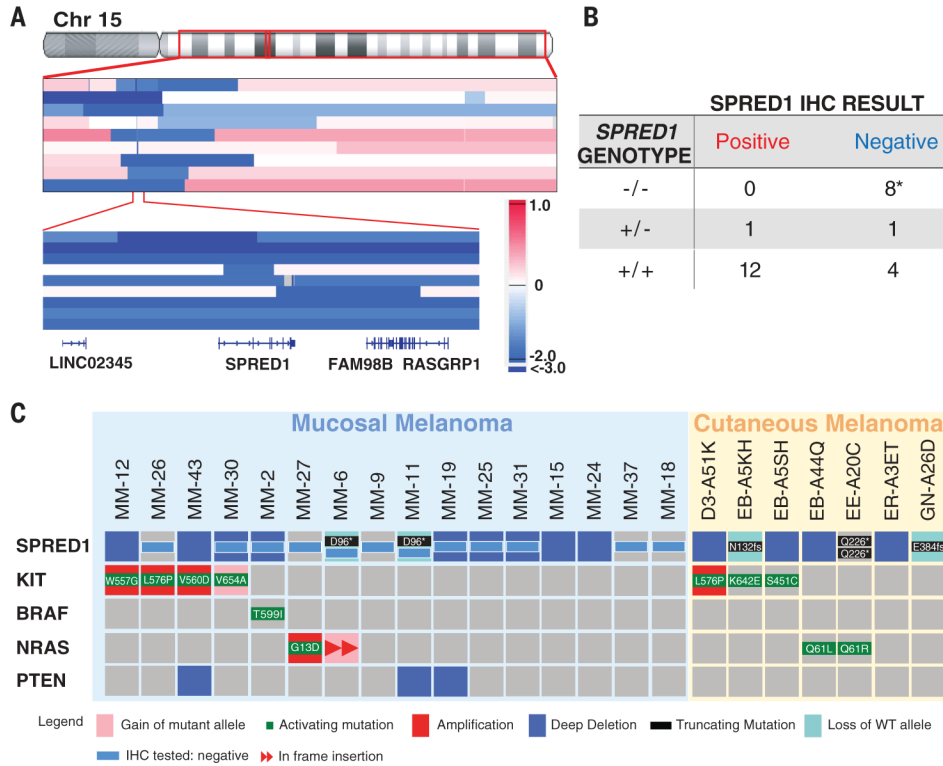 A
Chr 15
1.0
0
-2.0
<-3.0
LINC02345
SPRED1
FAM98B
RASGRP1
B
SPRED1 IHC RESULT
SPRED1
GENOTYPE
Positive
Negative
-/-
0
8*
+/-
1
1
+/+
12
4
C
Mucosal Melanoma
Cutaneous Melanoma
MM-12
MM-26
MM-43
MM-30
MM-2
MM-27
MM-6
MM-9
MM-11
MM-19
MM-25
MM-31
MM-15
MM-24
MM-37
MM-18
D3-A51K
EB-A5KH
EB-A5SH
EB-A44Q
EE-A20C
ER-A3ET
GN-A26D
SPRED1
D96*
D96*
N132fs
Q226*
Q226*
E384fs
KIT
W557G
L576P
V560D
V654A
L576P
K642E
S451C
BRAF
T599I
NRAS
G13D
Q61L
Q61R
PTEN
Legend
Gain of mutant allele
Activating mutation
Amplification
Deep Deletion
Truncating Mutation
Loss of WT allele
IHC tested: negative
In frame insertion